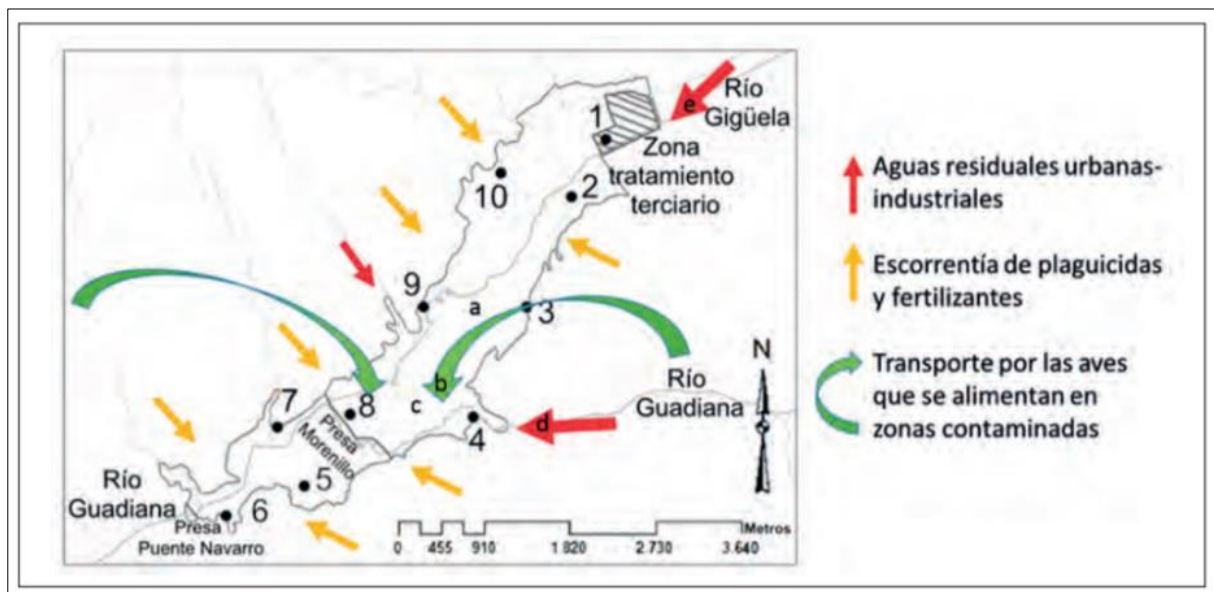 e
Río
Gigüela
1
Zona
tratamiento
terciario
10
2
9
a
3
b
c
7
8
Presa
Morenillo
4
d
Río
Guadiana
N
5
Río
Guadiana
6
Presa
Puente Navarro
Metros
0 455 910 1 820 2.730 3.640
Aguas residuales urbanas-
industriales
Escorrentía de plaguicidas
y fertilizantes
Transporte por las aves
que se alimentan en
zonas contaminadas